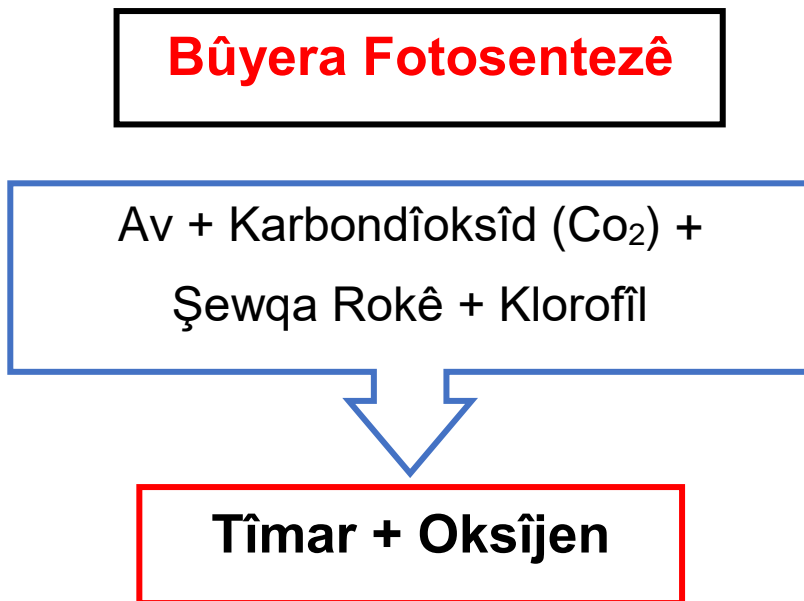 Bûyera Fotosentezê
Av + Karbondîoksîd (Co₂) +
Şewqa Rokê + Klorofîl
Tîmar + Oksîjen